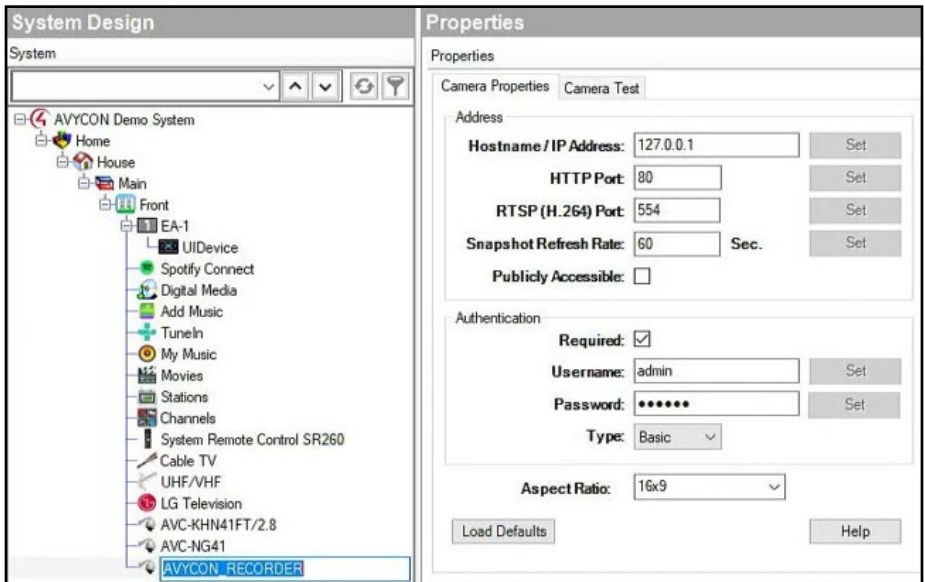 System Design
System
AVYCON Demo System
Home
House
Main
Front
EA-1
UIDevice
Spotify Connect
Digital Media
Add Music
TuneIn
My Music
Movies
Stations
Channels
System Remote Control SR260
Cable TV
UHF/VHF
LG Television
AVC-KHN41FT/2.8
AVC-NG41
AVYCON_RECORDER
Properties
Properties
Camera Properties Camera Test
Address
Hostname / IP Address: 127.0.0.1 Set
HTTP Port: 80 Set
RTSP (H.264) Port: 554 Set
Snapshot Refresh Rate: 60 Sec. Set
Publicly Accessible:
Authentication
Required:
Username: admin Set
Password: ●●●●●● Set
Type: Basic
Aspect Ratio: 16x9
Load Defaults Help